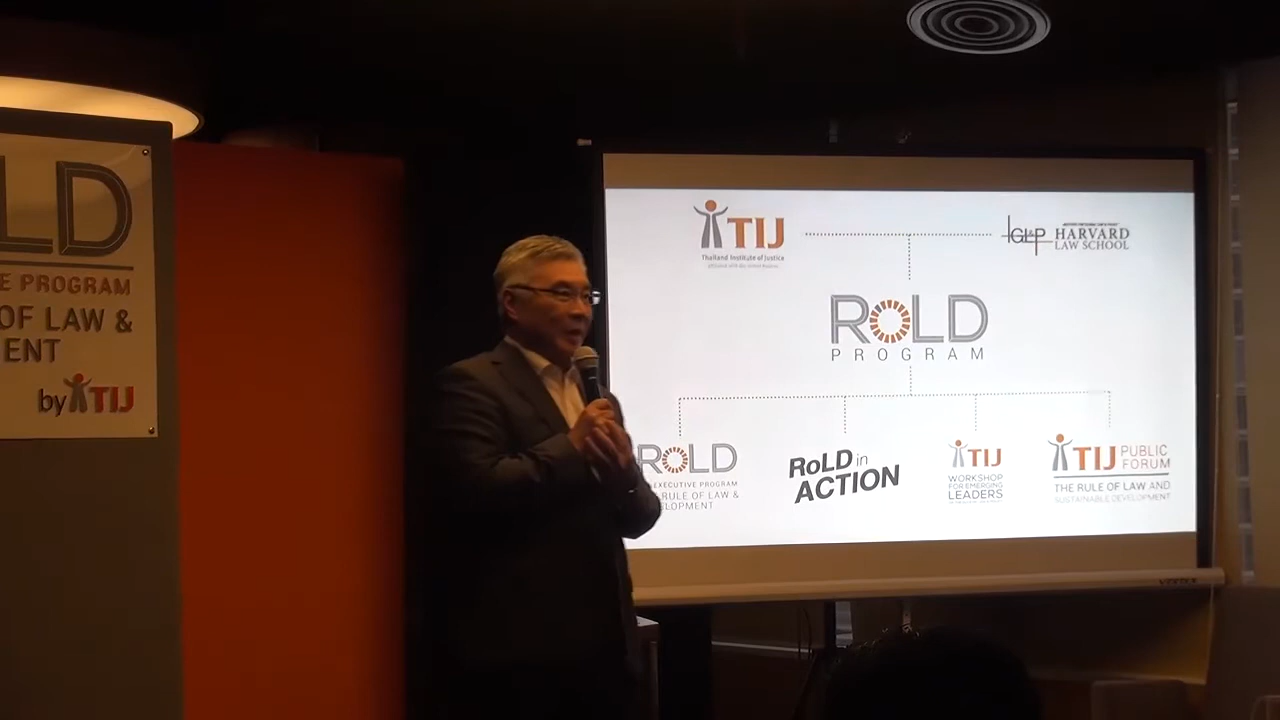 LD
E PROGRAM
OF LAW &
ENT
by TIJ
TIJ
Thailand Institute of Justice
IGLP HARVARD
LAW SCHOOL
RoLD
PROGRAM
RoLD
EXECUTIVE PROGRAM
RULE OF LAW &
LOPMENT
RoLD in
ACTION
TIJ
WORKSHOP
FOR EMERGING
LEADERS
TIJ PUBLIC
FORUM
THE RULE OF LAW AND
SUSTAINABLE DEVELOPMENT